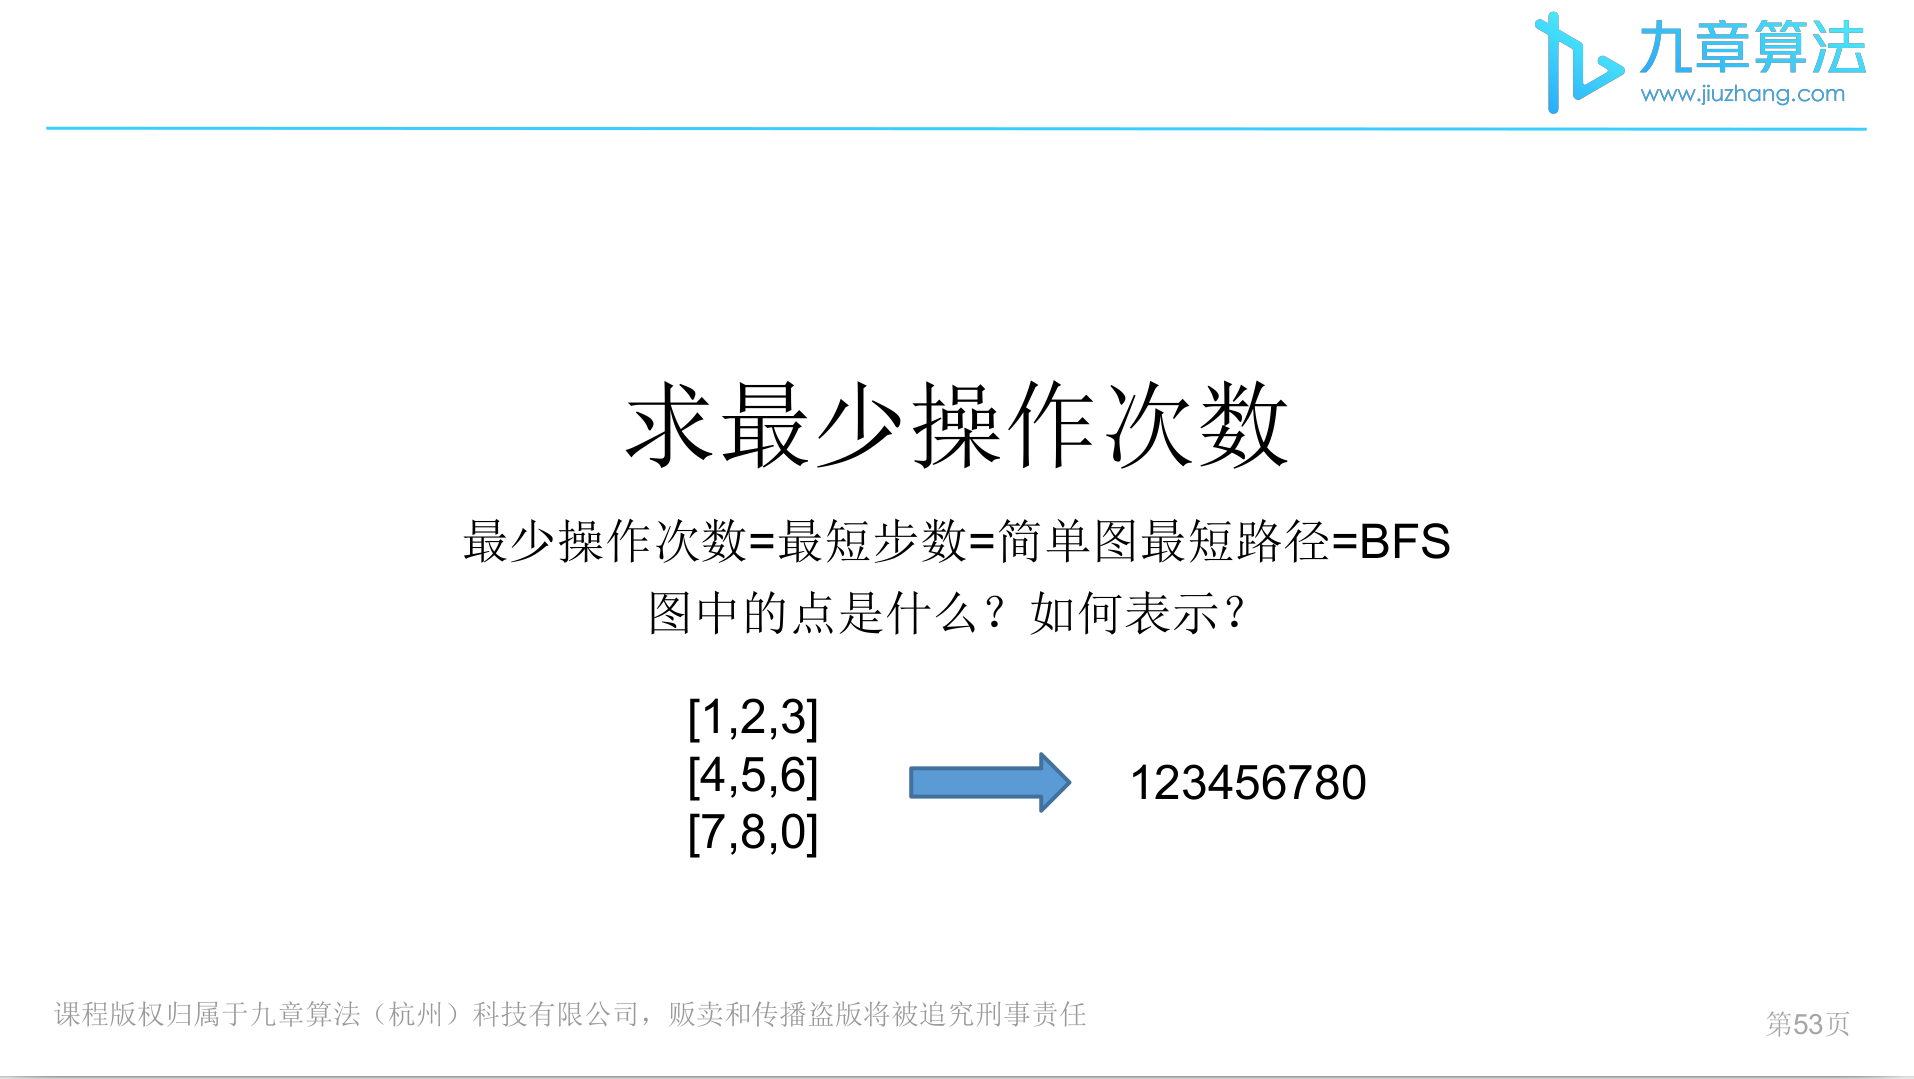 九章算法
www.jiuzhang.com
求最少操作次数
最少操作次数=最短步数=简单图最短路径=BFS
图中的点是什么？如何表示？
[1,2,3]
[4,5,6]
[7,8,0]
123456780
课程版权归属于九章算法（杭州）科技有限公司，贩卖和传播盗版将被追究刑事责任
第53页